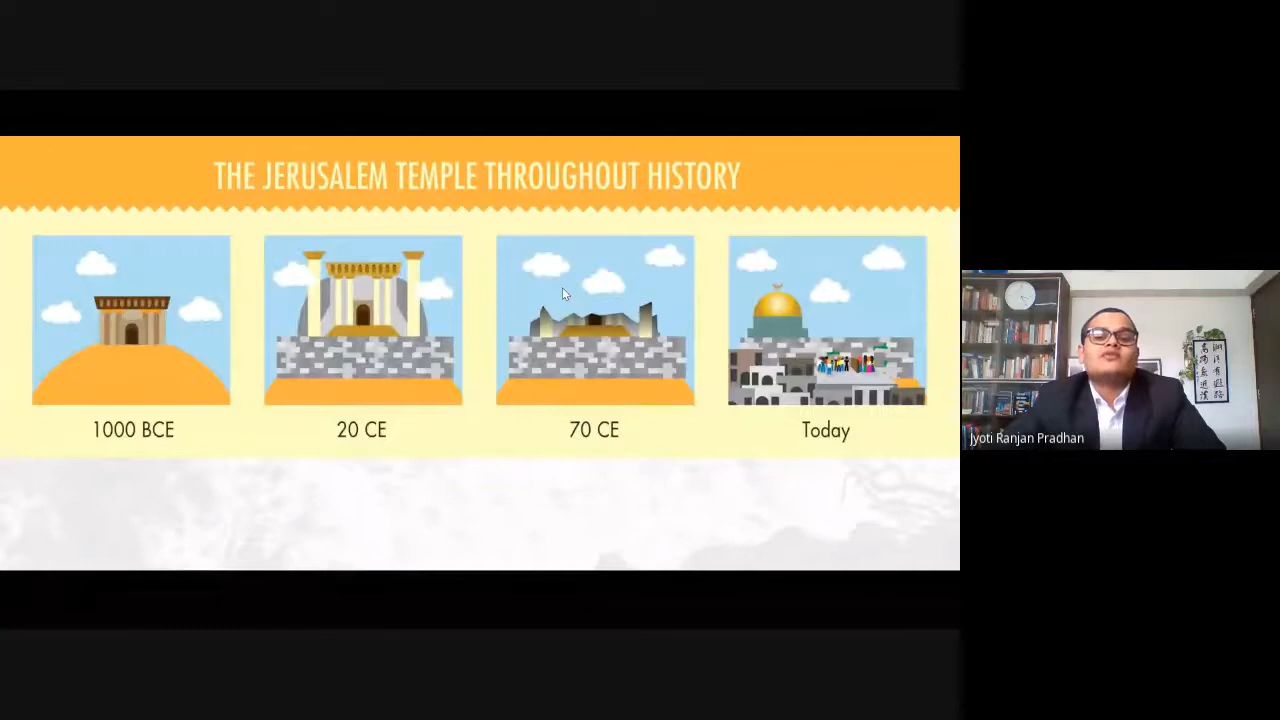 THE JERUSALEM TEMPLE THROUGHOUT HISTORY
1000 BCE
20 CE
70 CE
Today
Jyoti Ranjan Pradhan